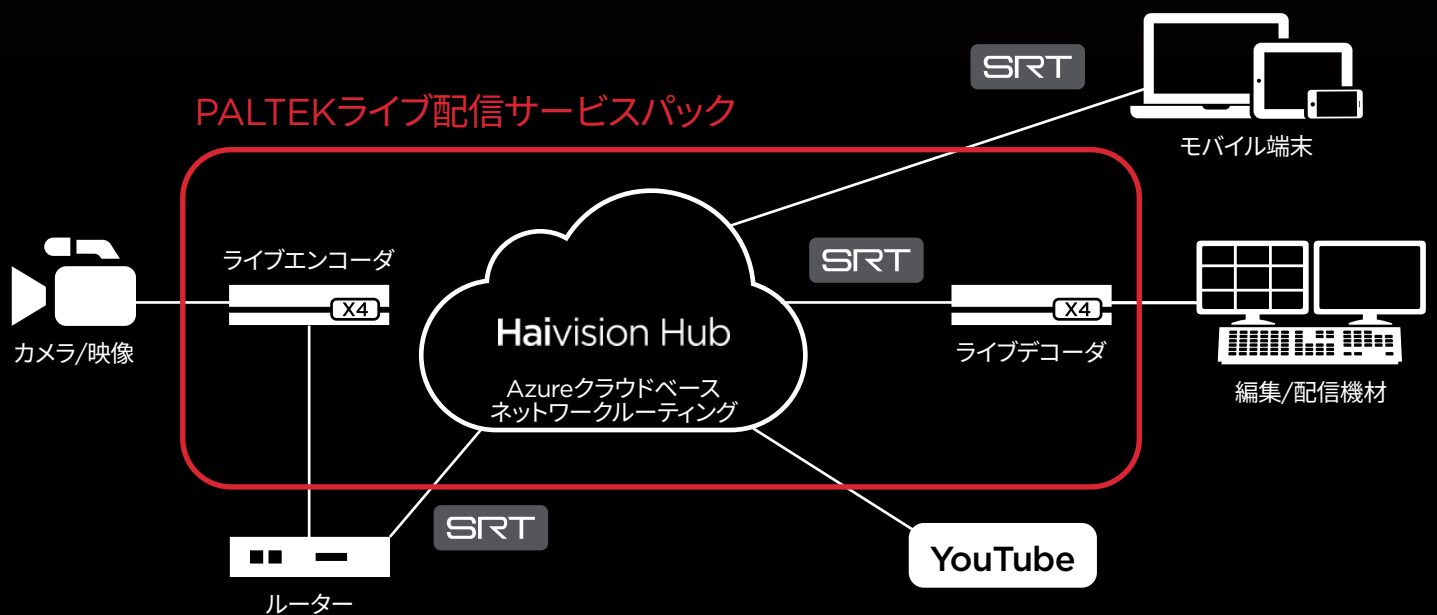 SRT
PALTEKライブ配信サービスパック
モバイル端末
ライブエンコーダ
SRT
X4
X4
カメラ/映像
Haivision Hub
ライブデコーダ
Azureクラウドベース
ネットワークルーティング
編集/配信機材
SRT
YouTube
ルーター